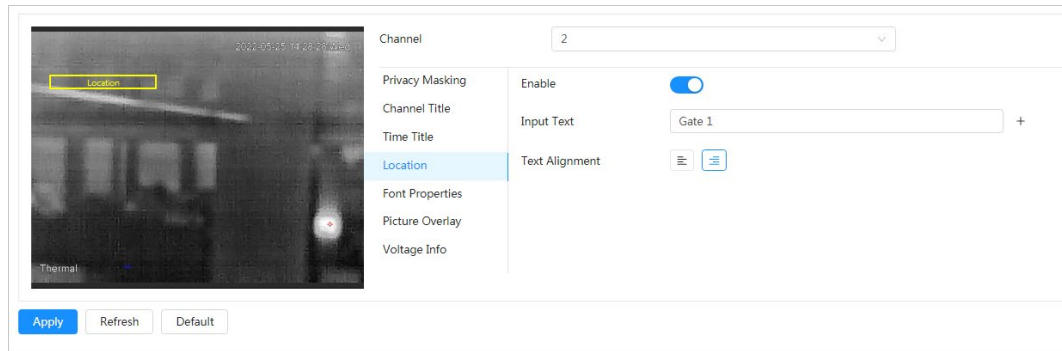 2022-05-25 14:28:28 Wed
Location
Thermal
Channel
2
Privacy Masking
Channel Title
Time Title
Location
Font Properties
Picture Overlay
Voltage Info
Enable
Input Text
Gate 1
+
Text Alignment
Apply
Refresh
Default